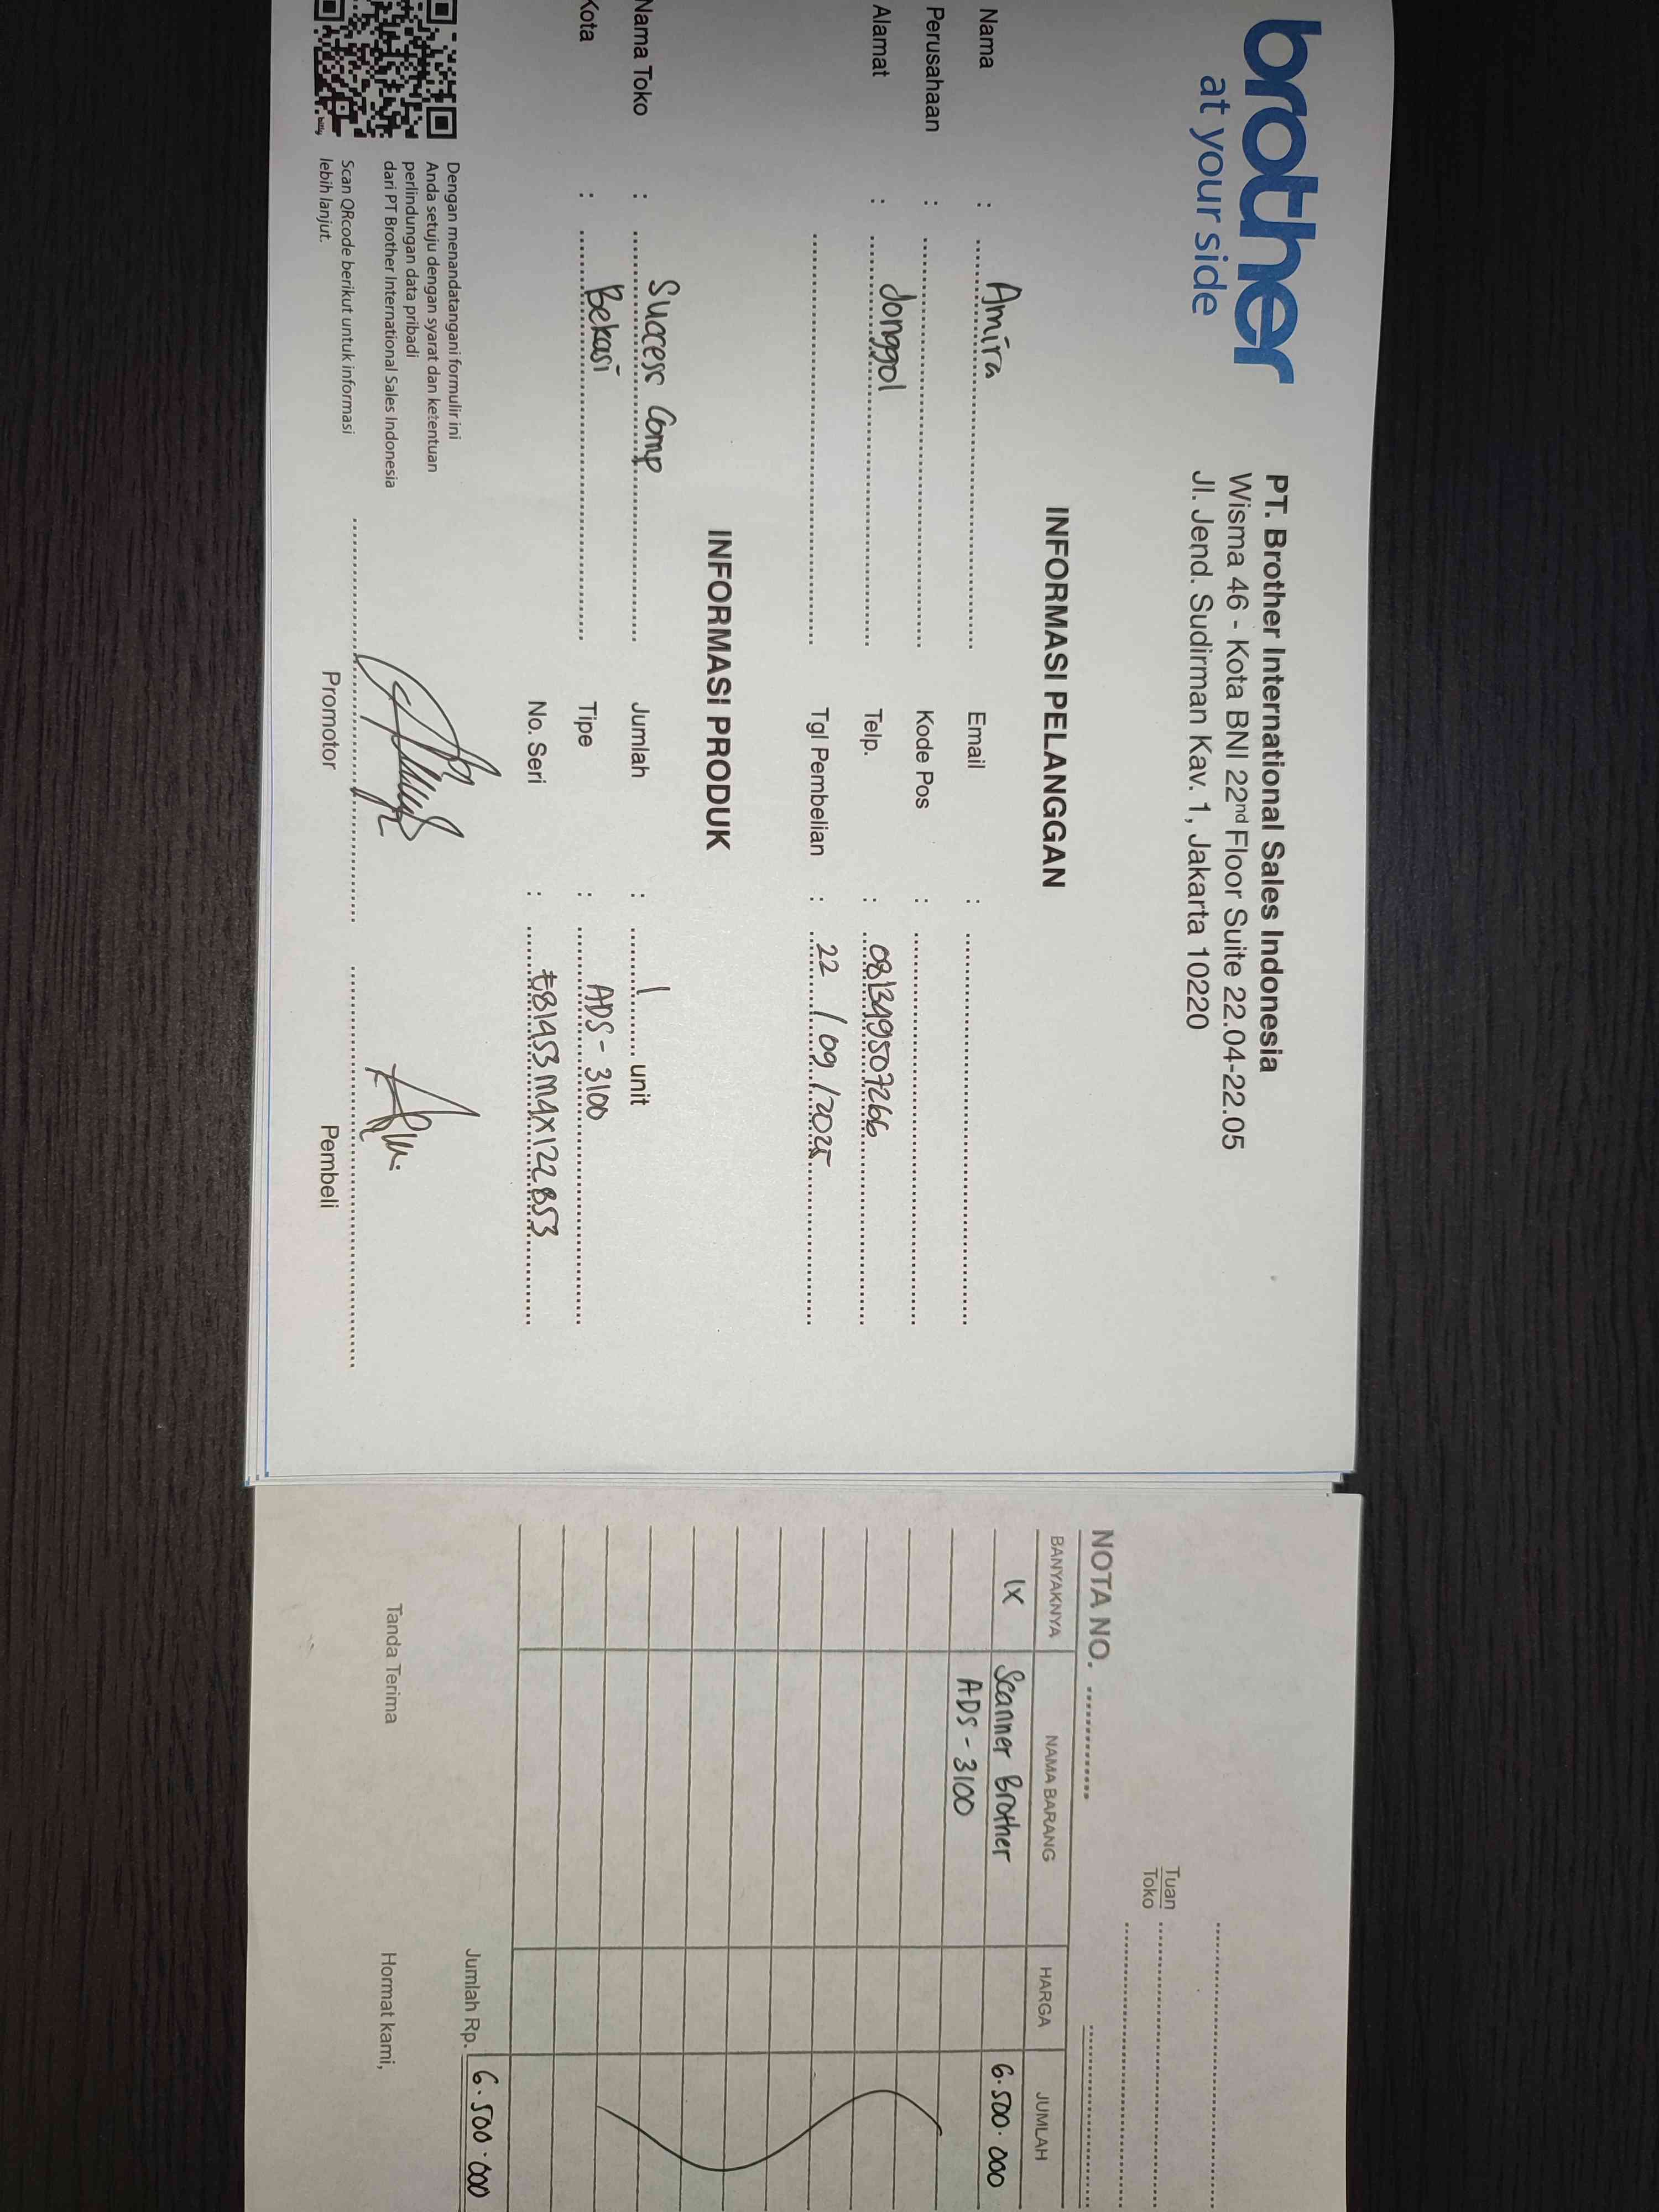 brother
at your side
PT. Brother International Sales Indonesia
Wisma 46 - Kota BNI 22nd Floor Suite 22.04-22.05
Jl. Jend. Sudirman Kav. 1, Jakarta 10220
INFORMASI PELANGGAN
Nama : Amira Email :
Perusahaan : Kode Pos :
Alamat : Jonggol Telp. : 081349507266
Tgl Pembelian : 22 / 09 / 2025
INFORMASI PRODUK
Nama Toko : Succesr Comp Jumlah : 1 unit
Kota : Bekasi Tipe : ADS - 3100
No. Seri :
Dengan menandatangani formulir ini
Anda setuju dengan syarat dan ketentuan
perlindungan data pribadi
dari PT Brother International Sales Indonesia
Scan QRcode berikut untuk informasi
lebih lanjut.
Promotor Pembeli
Tuan
Toko
NOTA NO.
BANYAKNYA NAMA BARANG HARGA JUMLAH
1x Scanner Brother 6.500.000
ADS - 3100
Jumlah Rp. 6.500.000
Tanda Terima Hormat kami,